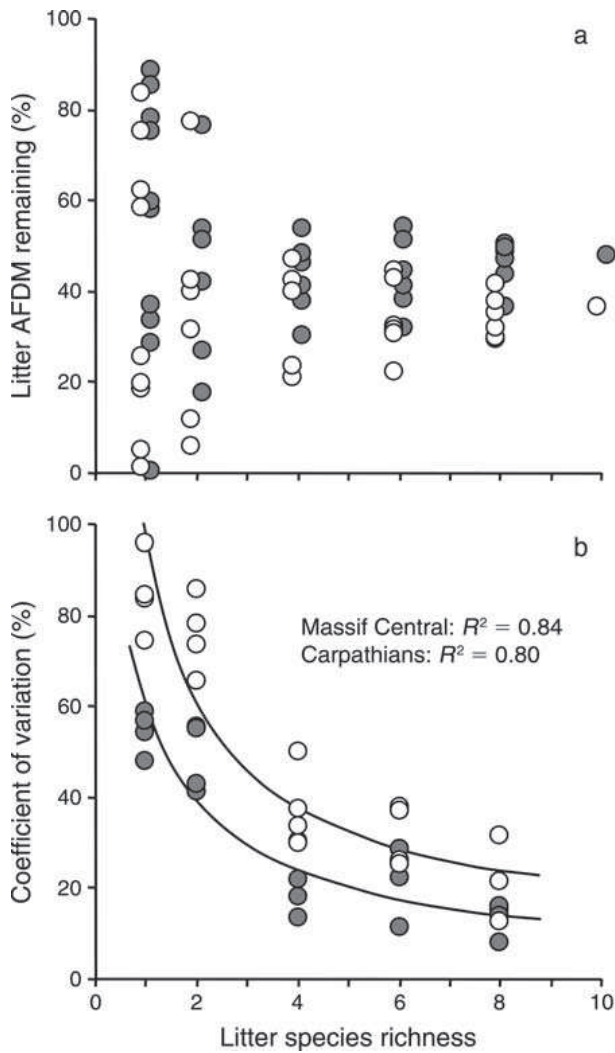 100
80
60
40
20
0
Litter AFDM remaining (%)
a
100
80
60
40
20
0
Coefficient of variation (%)
b
Massif Central: R² = 0.84
Carpathians: R² = 0.80
0 2 4 6 8 10
Litter species richness